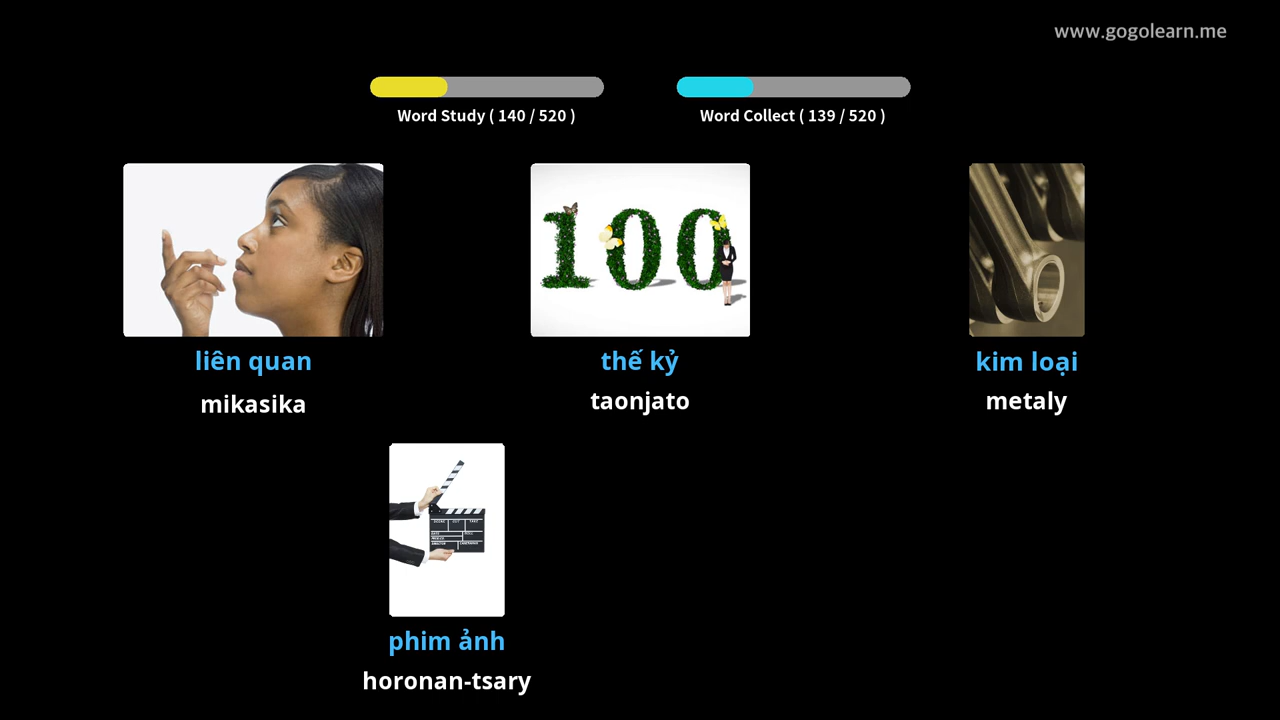 www.gogolearn.me
Word Study ( 140 / 520 )
Word Collect ( 139 / 520 )
liên quan
mikasika
thế kỷ
taonjato
kim loại
metaly
phim ảnh
horonan-tsary